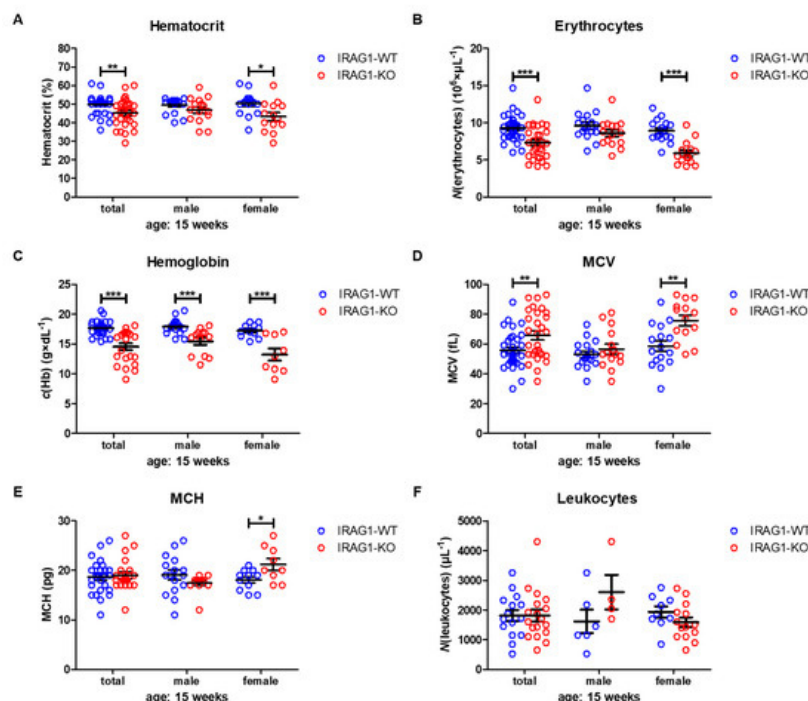 A
Hematocrit
Hematocrit (%)
80
70
60
50
40
30
20
10
0
**
*
IRAG1-WT
IRAG1-KO
total
male
female
age: 15 weeks
B
Erythrocytes
N(erythrocytes) (10⁶×µL⁻¹)
20
15
10
5
0
***
***
IRAG1-WT
IRAG1-KO
total
male
female
age: 15 weeks
C
Hemoglobin
c(Hb) (g×dL⁻¹)
25
20
15
10
5
0
***
***
***
IRAG1-WT
IRAG1-KO
total
male
female
age: 15 weeks
D
MCV
MCV (fL)
100
80
60
40
20
0
**
**
IRAG1-WT
IRAG1-KO
total
male
female
age: 15 weeks
E
MCH
MCH (pg)
30
20
10
0
*
IRAG1-WT
IRAG1-KO
total
male
female
age: 15 weeks
F
Leukocytes
N(leukocytes) (µL⁻¹)
5000
4000
3000
2000
1000
0
IRAG1-WT
IRAG1-KO
total
male
female
age: 15 weeks